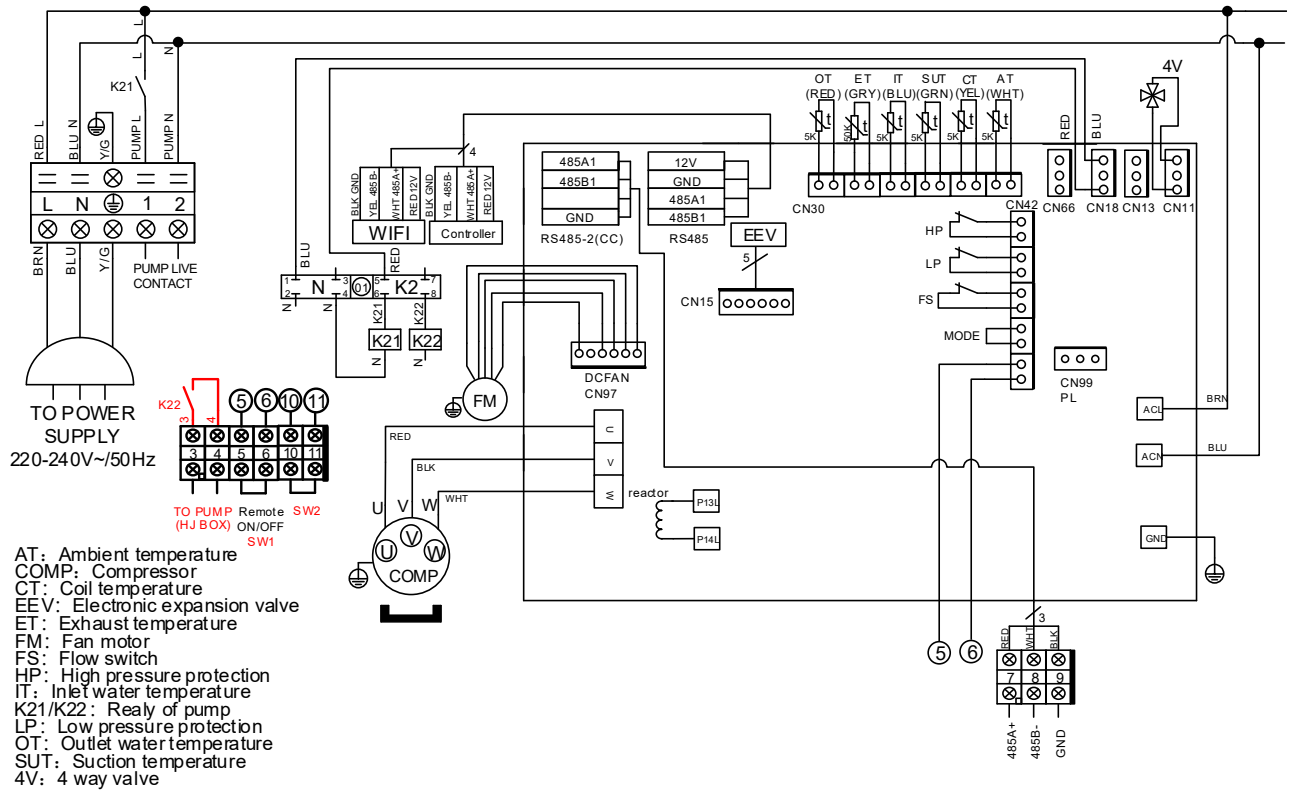 L
L
N
K21
RED L
BLU N
Y/G
PUMP L
PUMP N
L N 1 2
BRN
BLU
Y/G
PUMP LIVE
CONTACT
TO POWER
SUPPLY
220-240V~/50Hz
K22
3
4
5 6 10 11
3 4 5 6 10 11
TO PUMP
(HJ BOX)
Remote
ON/OFF
SW1
SW2
BLU
RED
1 3 5 7
N 01 K2
2 4 6 8
N
N
K21
K22
K21 K22
N
N
BLK GND
YEL 485B-
WHT 485A+
RED 12V
WIFI
BLK GND
YEL 485B-
WHT 485A+
RED 12V
Controller
4
485A1
485B1
GND
RS485-2(CC)
12V
GND
485A1
485B1
RS485
EEV
5
CN15
OT ET IT SUT CT AT
(RED) (GRY) (BLU) (GRN) (YEL) (WHT)
t t t t t t
5K 50K 5K 5K 5K 5K
CN30
CN42
RED
BLU
4V
CN66 CN18 CN13 CN11
HP
LP
FS
MODE
CN99
PL
DCFAN
CN97
FM
RED
BLK
WHT
U
V
W
U V W
U V W
COMP
reactor
P13L
P14L
ACL
BRN
ACN
BLU
GND
5 6
3
RED
WHT
BLK
7 8 9
485A+
485B-
GND
AT: Ambient temperature
COMP: Compressor
CT: Coil temperature
EEV: Electronic expansion valve
ET: Exhaust temperature
FM: Fan motor
FS: Flow switch
HP: High pressure protection
IT: Inlet water temperature
K21/K22: Realy of pump
LP: Low pressure protection
OT: Outlet water temperature
SUT: Suction temperature
4V: 4 way valve